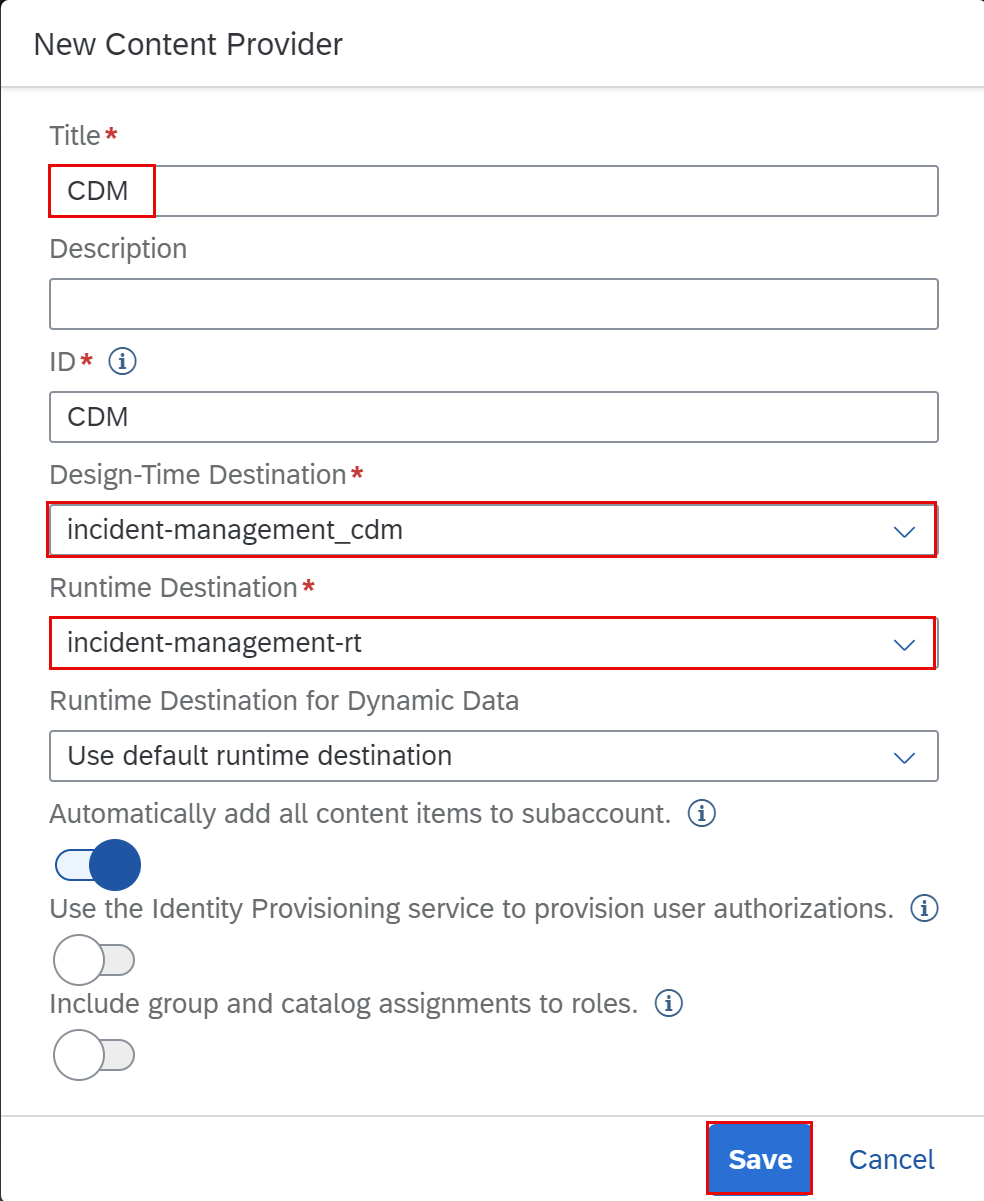 New Content Provider
Title*
CDM
Description
ID*
CDM
Design-Time Destination*
incident-management_cdm
Runtime Destination*
incident-management-rt
Runtime Destination for Dynamic Data
Use default runtime destination
Automatically add all content items to subaccount.
Use the Identity Provisioning service to provision user authorizations.
Include group and catalog assignments to roles.
Save Cancel